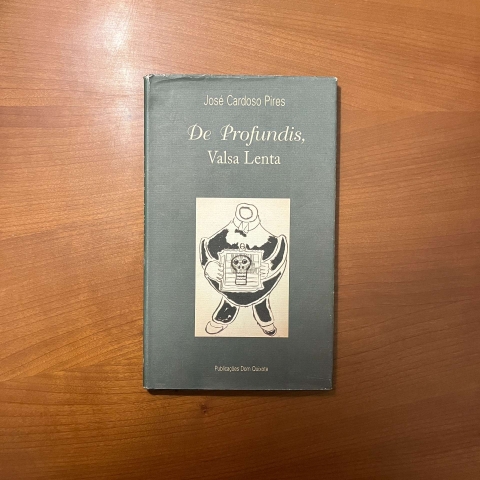 José Cardoso Pires
De Profundis,
Valsa Lenta
Publicações Dom Quixote